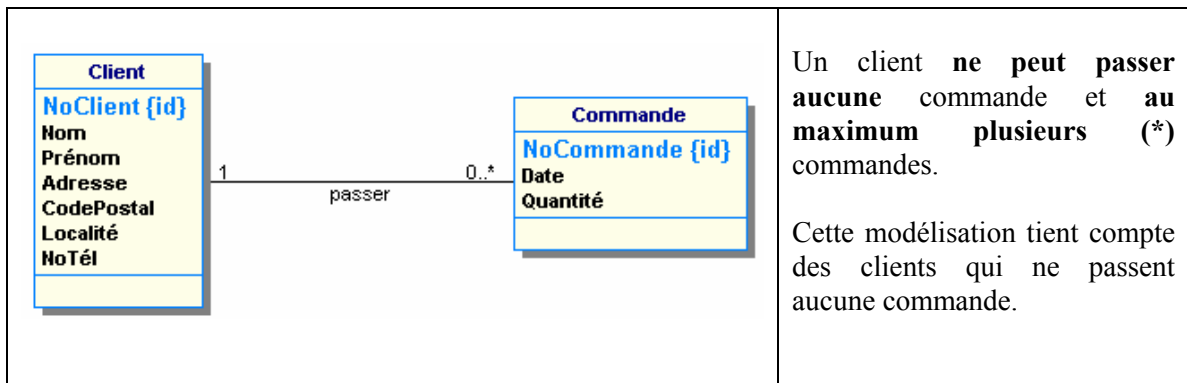 Client
NoClient {id}
Nom
Prénom
Adresse
CodePostal
Localité
NoTél
1
passer
0..*
Commande
NoCommande {id}
Date
Quantité
Un client ne peut passer
aucune commande et au
maximum plusieurs (*)
commandes.
Cette modélisation tient compte
des clients qui ne passent
aucune commande.